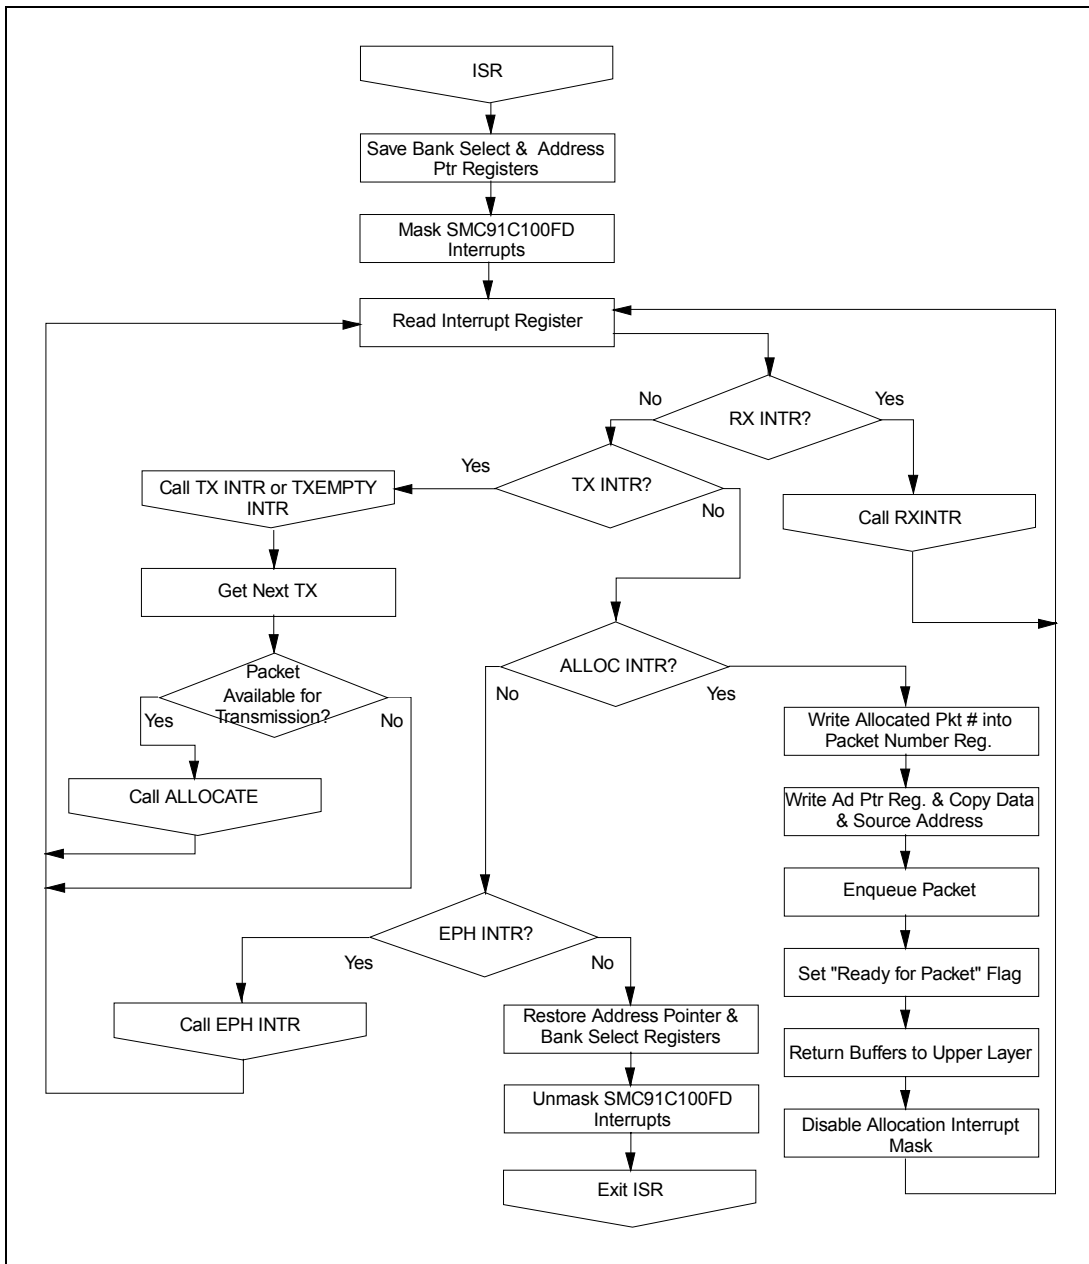 ISR
Save Bank Select & Address
Ptr Registers
Mask SMC91C100FD
Interrupts
Read Interrupt Register
No
Yes
RX INTR?
Yes
TX INTR?
No
Call TX INTR or TXEMPTY
INTR
Call RXINTR
Get Next TX
ALLOC INTR?
No
Yes
Packet
Available for
Transmission?
Yes
No
Write Allocated Pkt # into
Packet Number Reg.
Call ALLOCATE
Write Ad Ptr Reg. & Copy Data
& Source Address
Enqueue Packet
EPH INTR?
Yes
No
Set "Ready for Packet" Flag
Call EPH INTR
Restore Address Pointer &
Bank Select Registers
Return Buffers to Upper Layer
Unmask SMC91C100FD
Interrupts
Disable Allocation Interrupt
Mask
Exit ISR